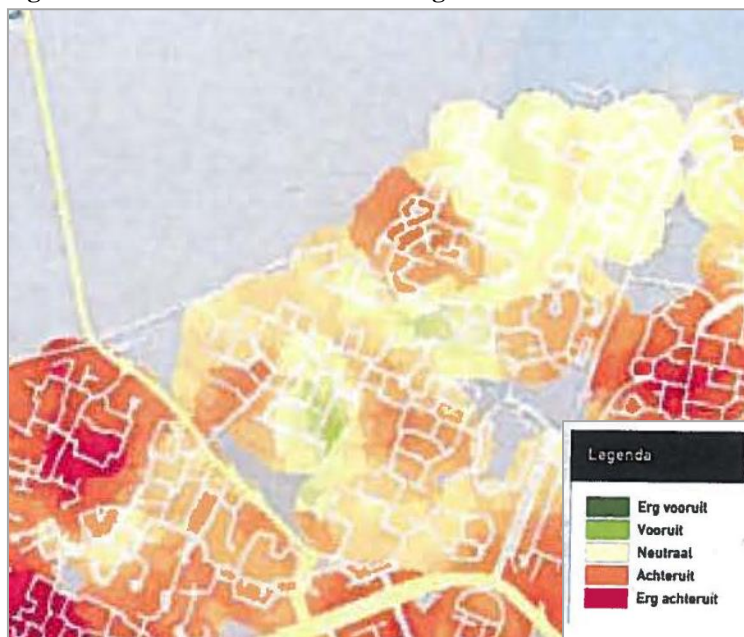 Legenda
Erg vooruit
Vooruit
Neutraal
Achteruit
Erg achteruit